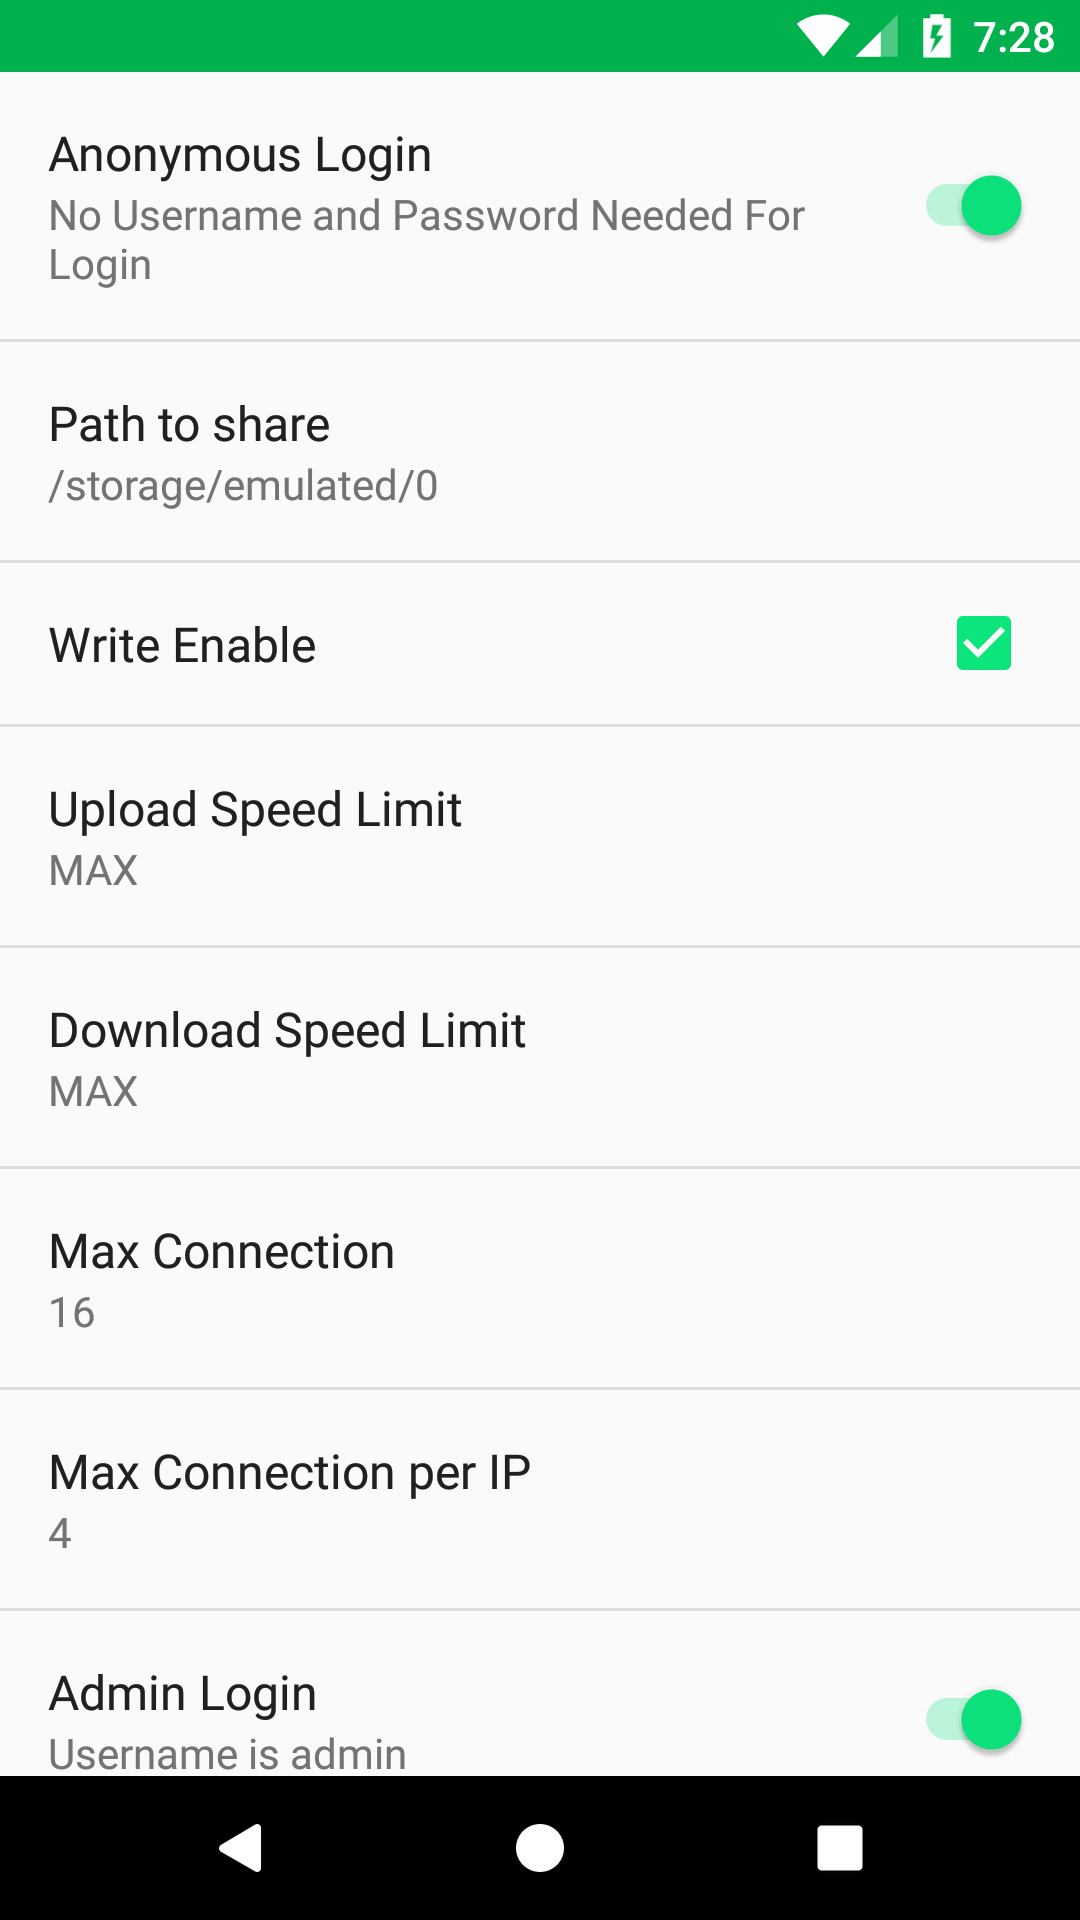 7:28
Anonymous Login
No Username and Password Needed For
Login
Path to share
/storage/emulated/0
Write Enable
Upload Speed Limit
MAX
Download Speed Limit
MAX
Max Connection
16
Max Connection per IP
4
Admin Login
Username is admin